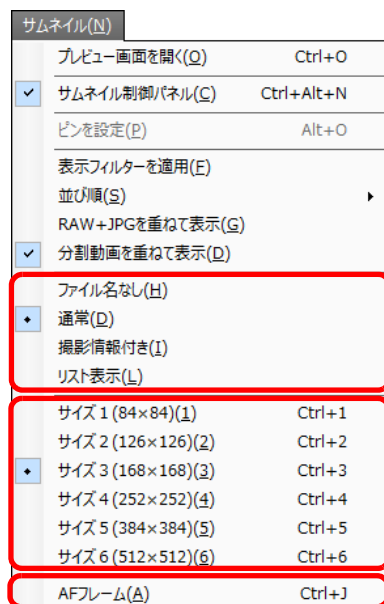 サムネイル(N)
プレビュー画面を開く(O) Ctrl+O
サムネイル制御パネル(C) Ctrl+Alt+N
ピンを設定(P) Alt+O
表示フィルターを適用(F)
並び順(S)
RAW+JPGを重ねて表示(G)
分割動画を重ねて表示(D)
ファイル名なし(H)
通常(D)
撮影情報付き(I)
リスト表示(L)
サイズ 1 (84×84)(1) Ctrl+1
サイズ 2 (126×126)(2) Ctrl+2
サイズ 3 (168×168)(3) Ctrl+3
サイズ 4 (252×252)(4) Ctrl+4
サイズ 5 (384×384)(5) Ctrl+5
サイズ 6 (512×512)(6) Ctrl+6
AFフレーム(A) Ctrl+J